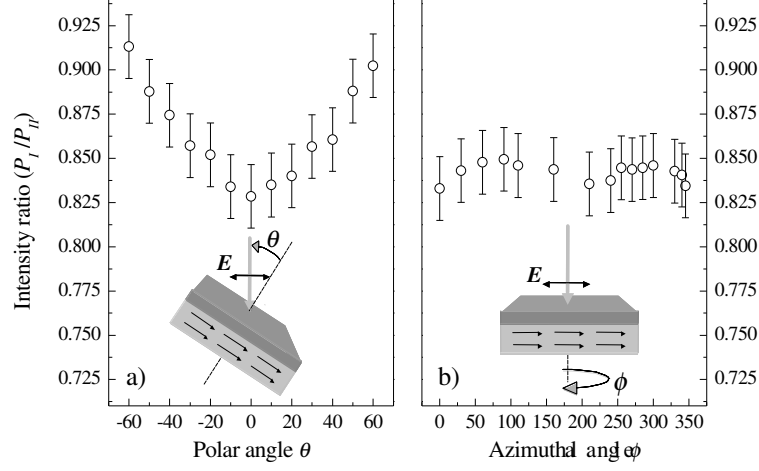 0.925 0.925
0.900 0.900
0.875 0.875
0.850 0.850
0.825 0.825
0.800 0.800
0.775 0.775
0.750 0.750
0.725 0.725
Intensity ratio (P_I/P_II)
θ
E
E
a)
b)
ϕ
-60 -40 -20 0 20 40 60
0 50 100 150 200 250 300 350
Polar angle θ
Azimuthal angle ϕ